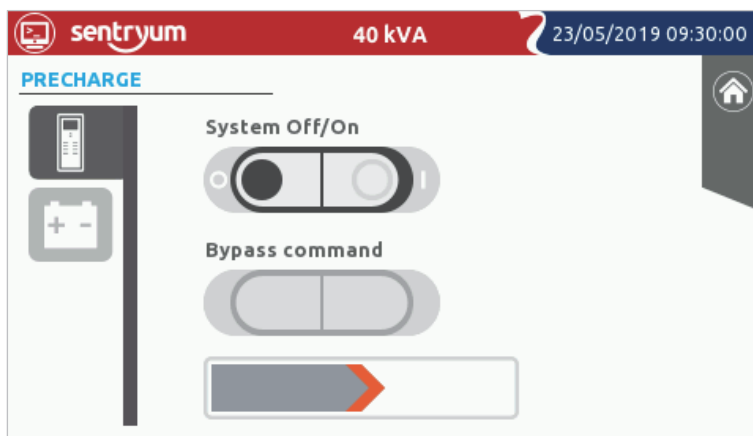 sentryum
40 kVA
23/05/2019 09:30:00
PRECHARGE
System Off/On
Bypass command